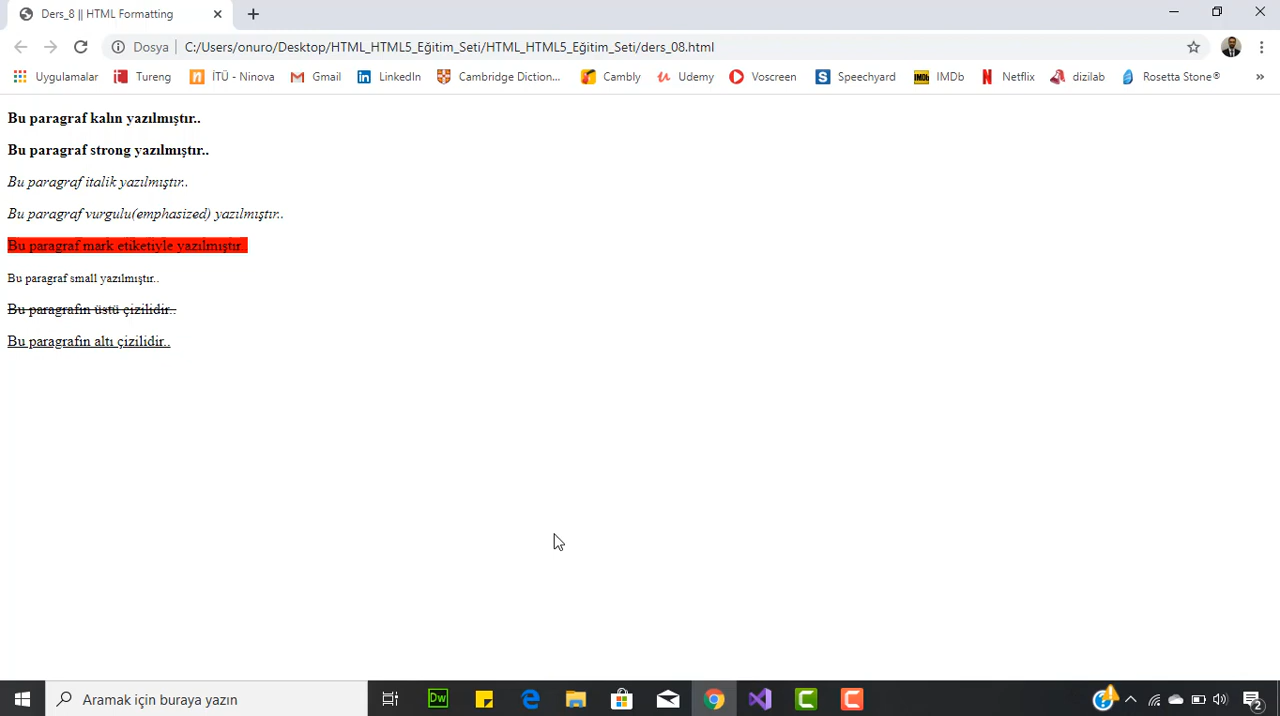 Ders_8 || HTML Formatting
Dosya C:/Users/onuro/Desktop/HTML_HTML5_Eğitim_Seti/HTML_HTML5_Eğitim_Seti/ders_08.html
Uygulamalar Tureng İTÜ - Ninova Gmail LinkedIn Cambridge Diction... Cambly Udemy Voscreen Speechyard IMDb Netflix dizilab Rosetta Stone®
Bu paragraf kalın yazılmıştır..
Bu paragraf strong yazılmıştır..
Bu paragraf italik yazılmıştır..
Bu paragraf vurgulu(emphasized) yazılmıştır..
Bu paragraf mark etiketiyle yazılmıştır.
Bu paragraf small yazılmıştır..
Bu paragrafın üstü çizilidir..
Bu paragrafın altı çizilidir..
Aramak için buraya yazın
Dw
2